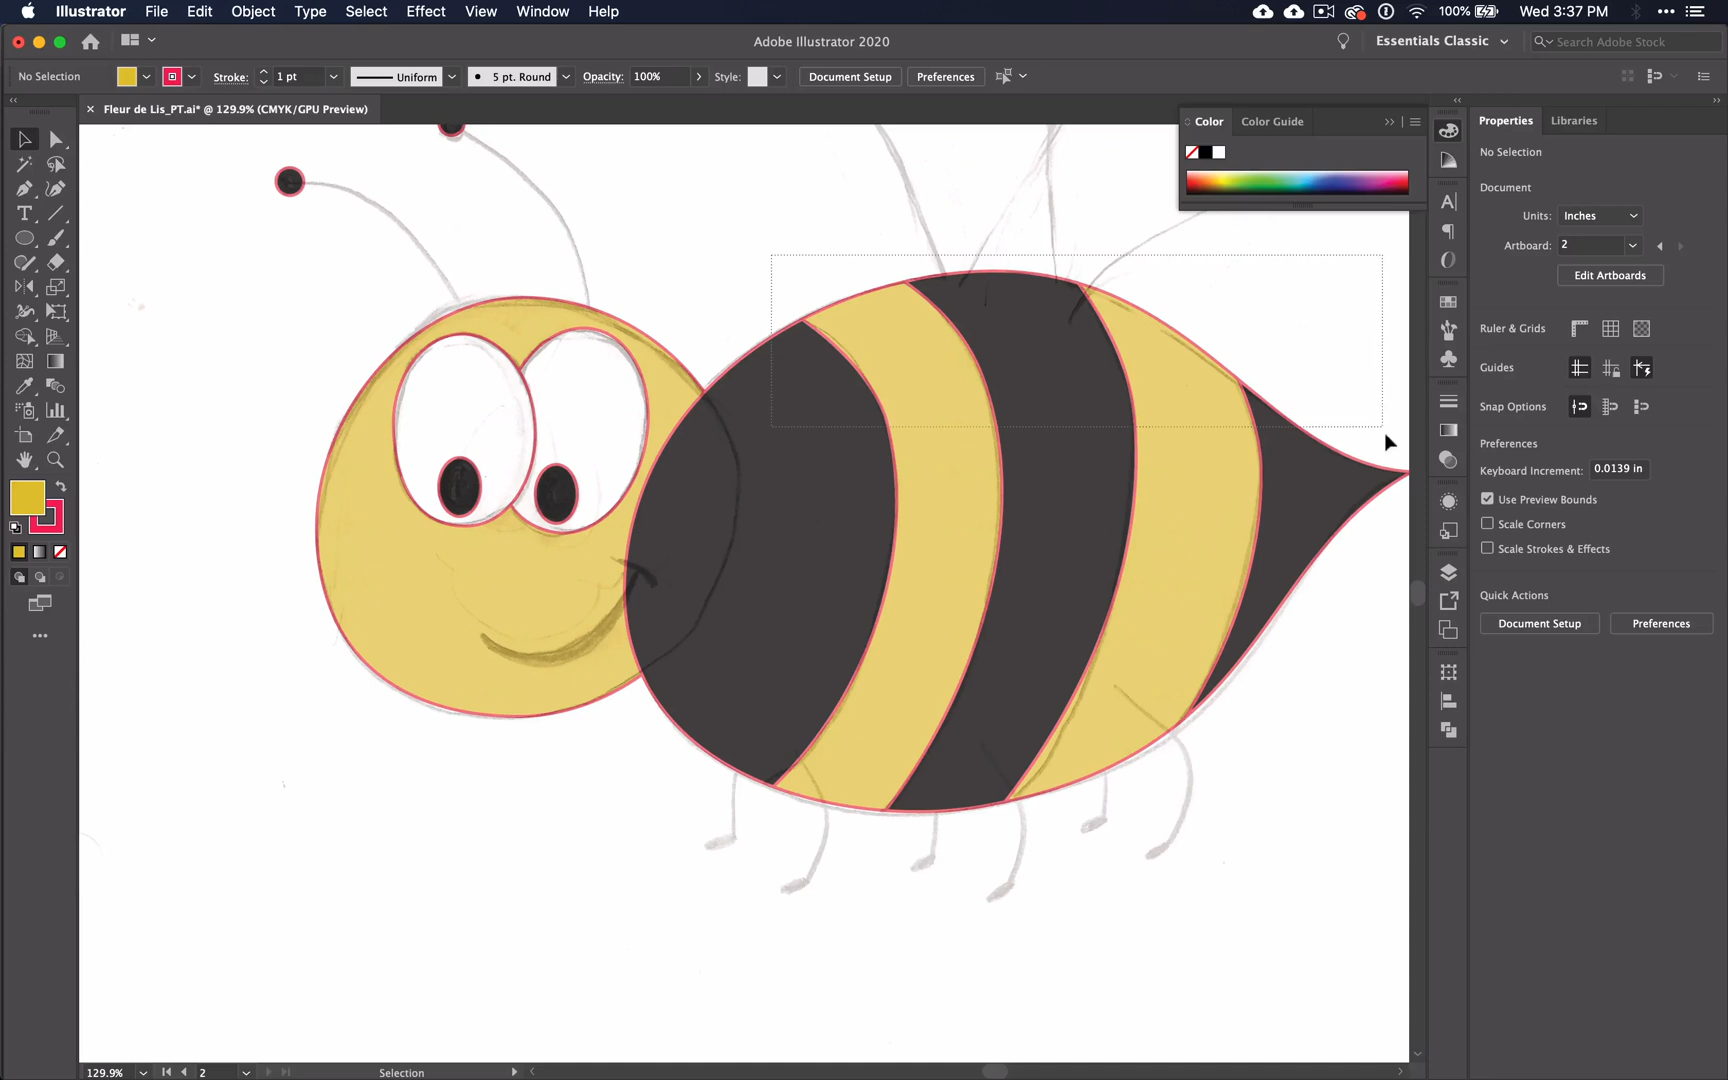 Illustrator File Edit Object Type Select Effect View Window Help 100% Wed 3:37 PM
Adobe Illustrator 2020 Essentials Classic Search Adobe Stock
No Selection Stroke: 1 pt Uniform 5 pt. Round Opacity: 100% Style: Document Setup Preferences
× Fleur de Lis_PT.ai* @ 129.9% (CMYK/GPU Preview)
Color Color Guide
Properties Libraries
No Selection
Document
Units: Inches
Artboard: 2
Edit Artboards
Ruler & Grids
Guides
Snap Options
Preferences
Keyboard Increment: 0.0139 in
Use Preview Bounds
Scale Corners
Scale Strokes & Effects
Quick Actions
Document Setup Preferences
129.9% 2 Selection